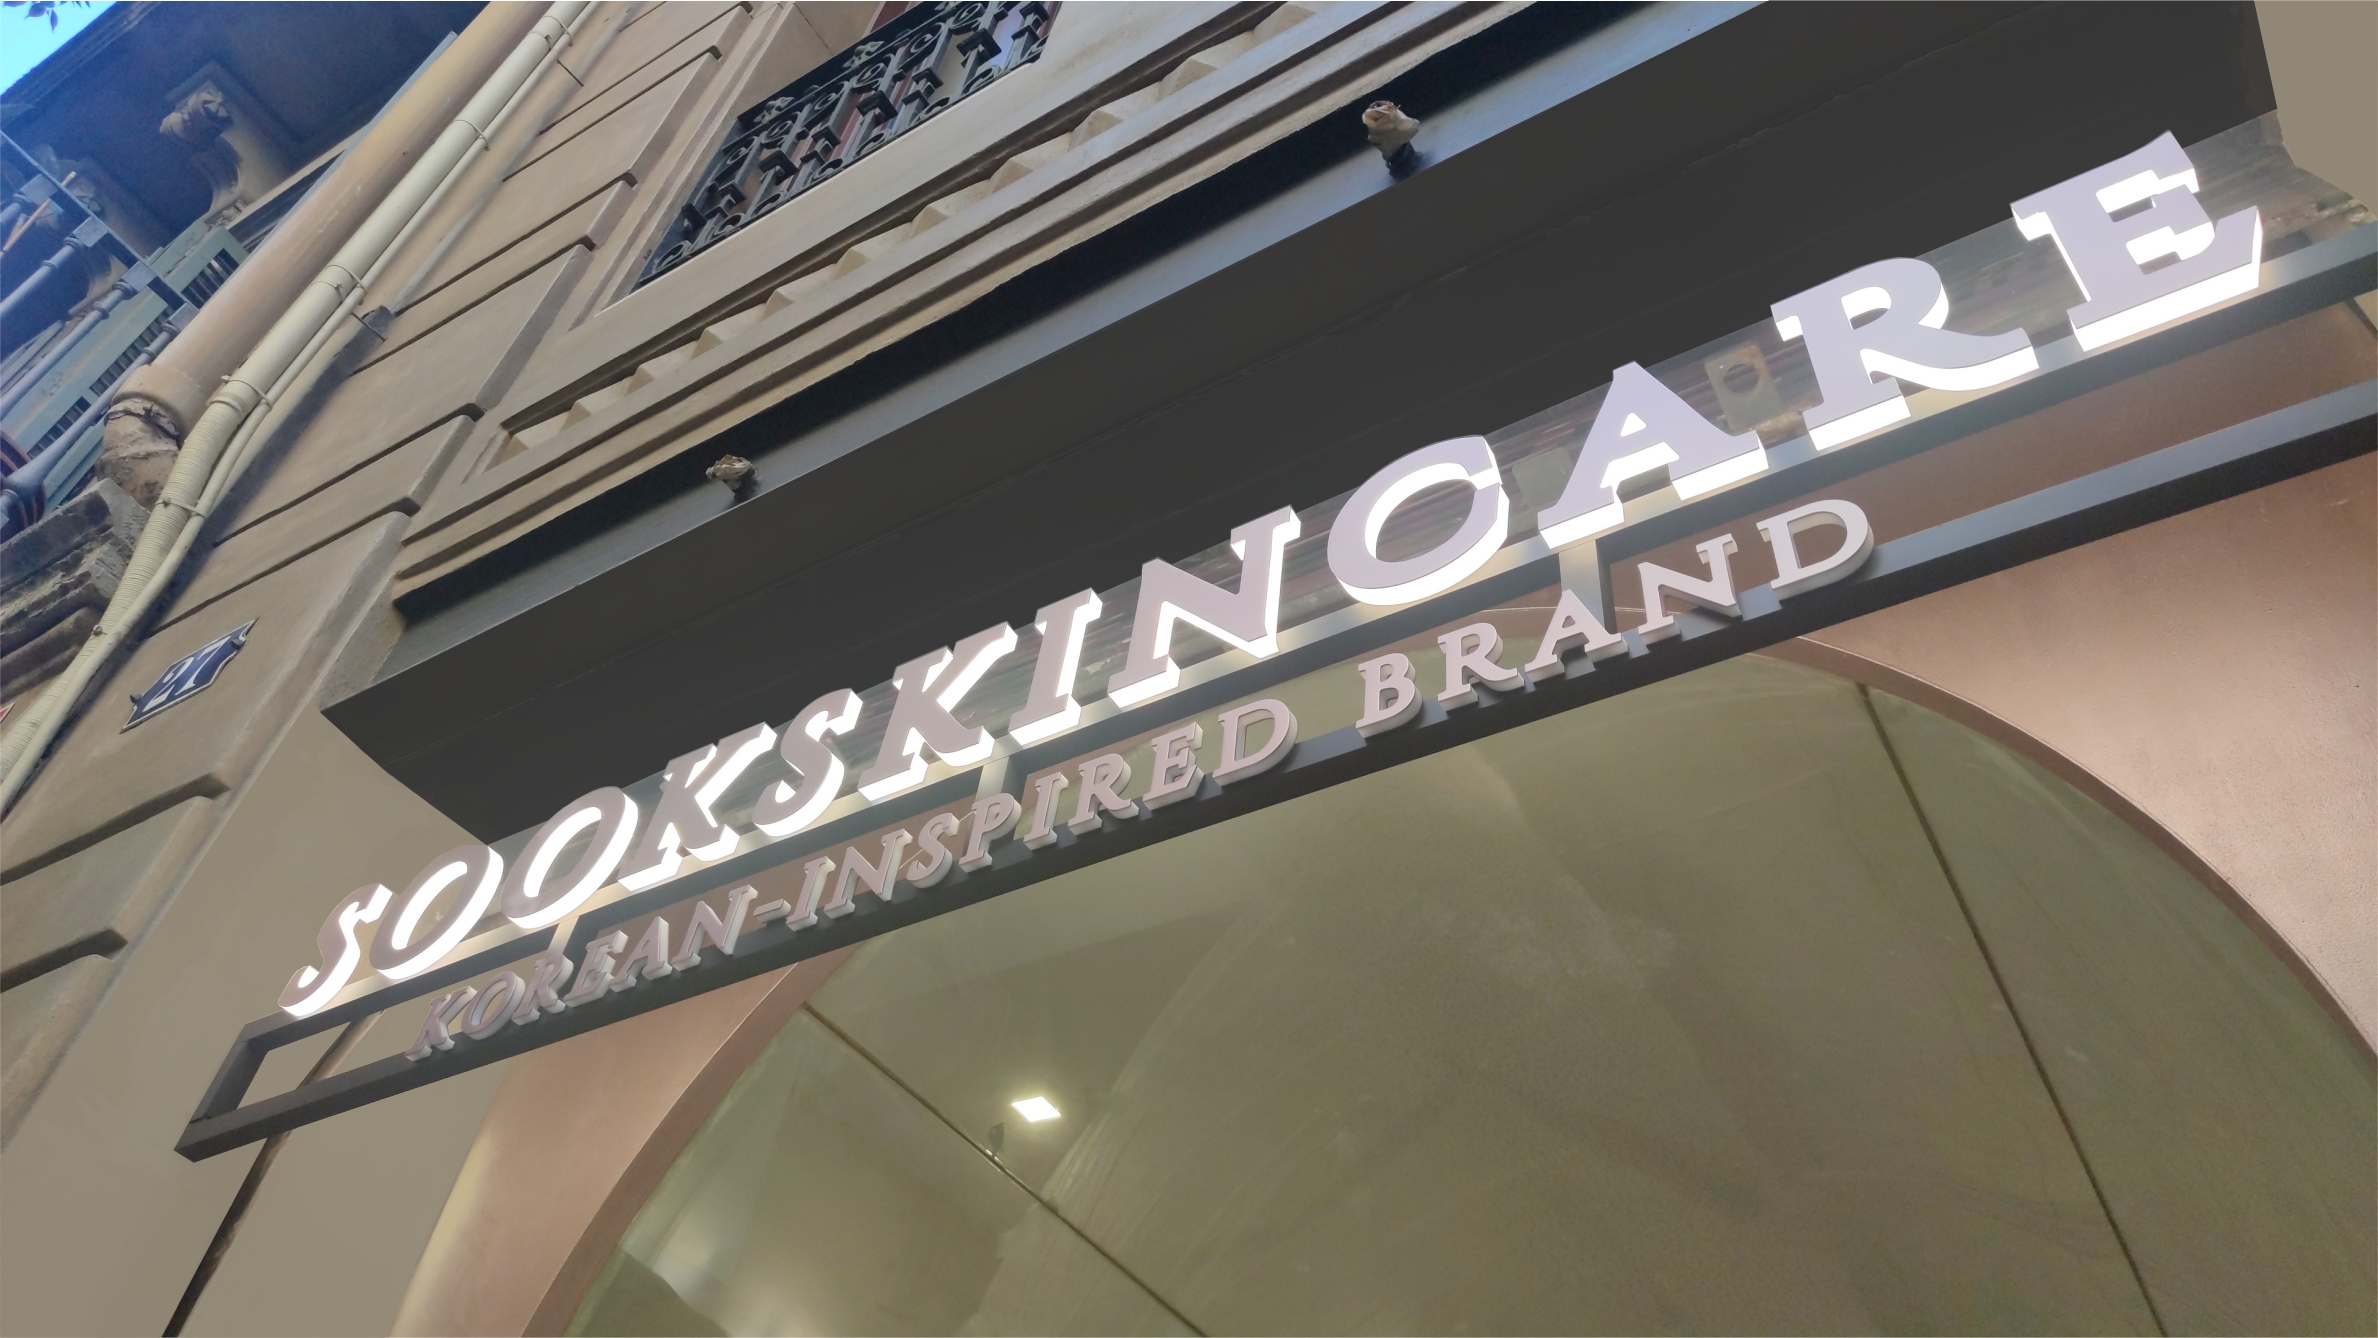 27
SOOKSKINCARE
KOREAN-INSPIRED BRAND